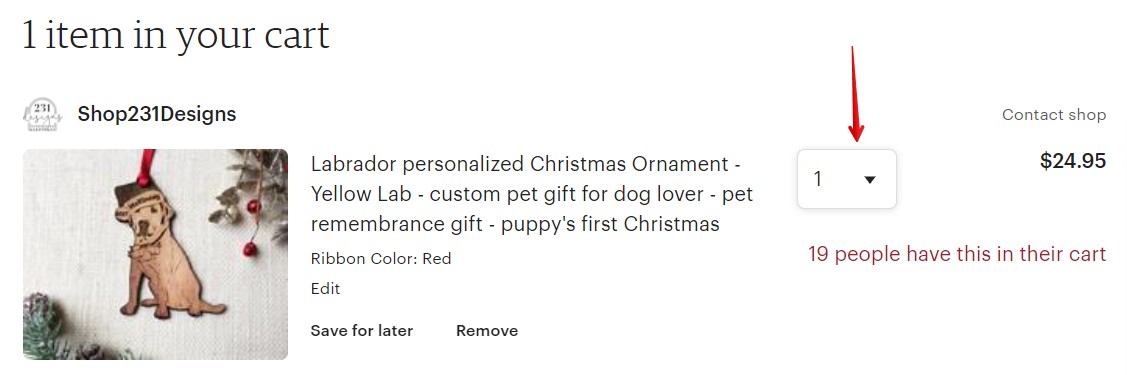 1 item in your cart
231
Shop231Designs
Contact shop
Labrador personalized Christmas Ornament -
Yellow Lab - custom pet gift for dog lover - pet
remembrance gift - puppy's first Christmas
1
$24.95
19 people have this in their cart
Ribbon Color: Red
Edit
Save for later
Remove